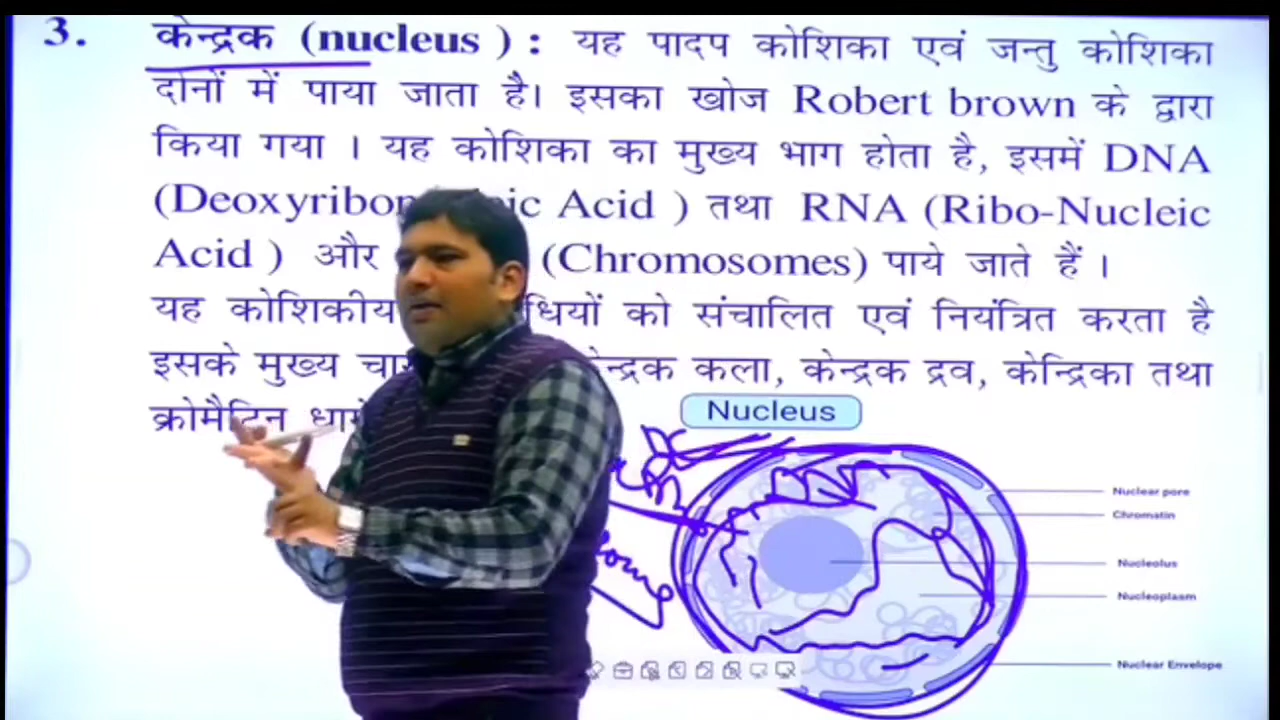 3. केन्द्रक (nucleus ) : यह पादप कोशिका एवं जन्तु कोशिका
दोनों में पाया जाता है। इसका खोज Robert brown के द्वारा
किया गया । यह कोशिका का मुख्य भाग होता है, इसमें DNA
Acid ) तथा RNA (Ribo-Nucleic
Acid ) और (Chromosomes) पाये जाते हैं ।
यह कोशिकीय को संचालित एवं नियंत्रित करता है
इसके मुख्य कला, केन्द्रक द्रव, केन्द्रिका तथा
क्रोमैटिन
Nucleus
Nuclear pore
Chromatin
Nucleolus
Nucleoplasm
Nuclear Envelope